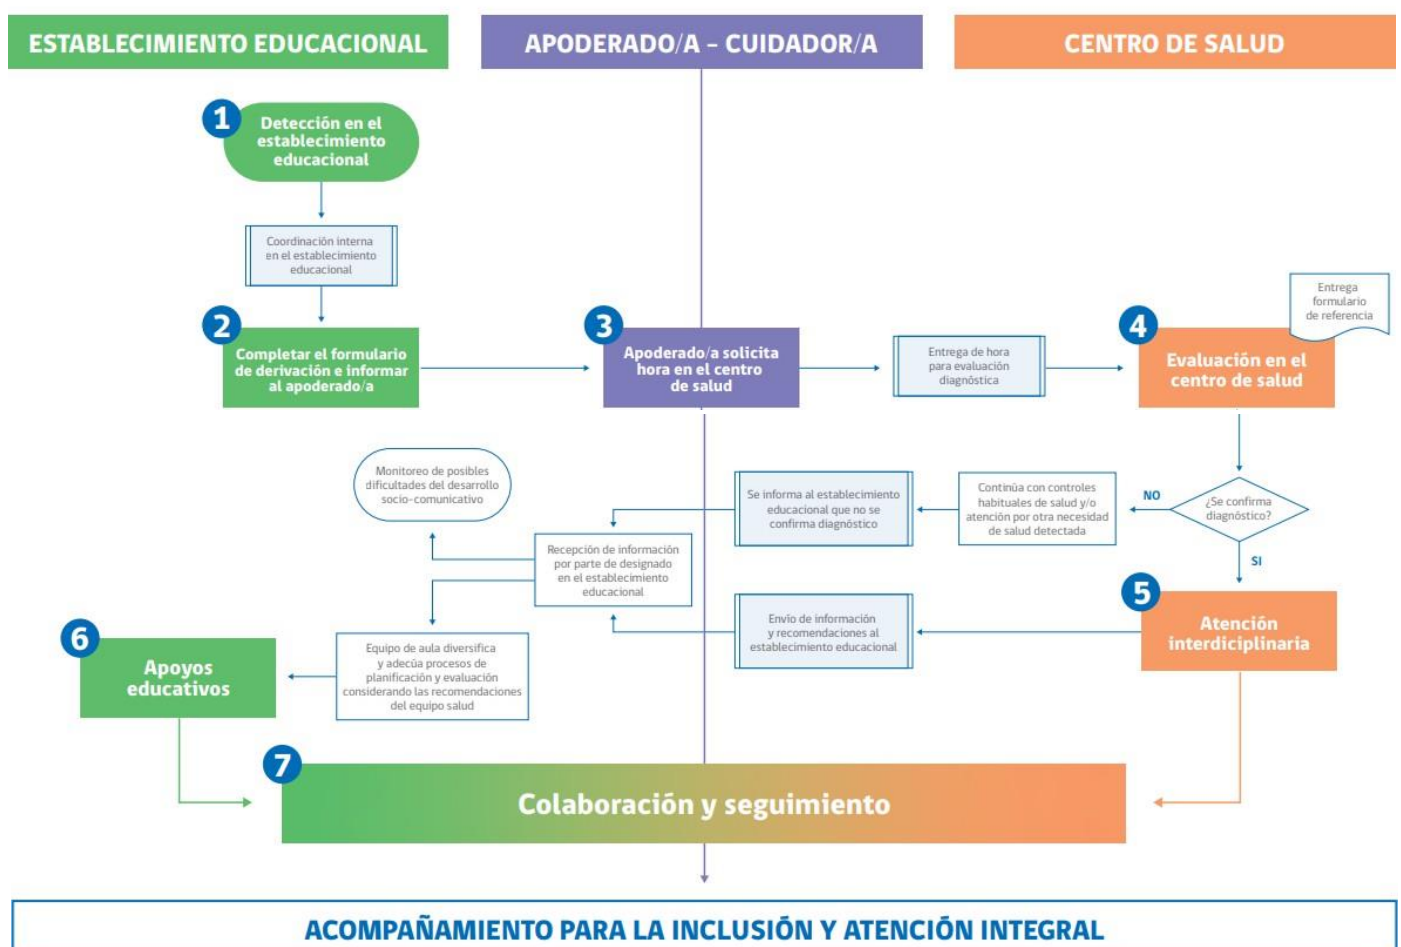 ESTABLECIMIENTO EDUCACIONAL
APODERADO/A – CUIDADOR/A
CENTRO DE SALUD
1
Detección en el
establecimiento
educacional
Coordinación interna
en el establecimiento
educacional
2
Completar el formulario
de derivación e informar
al apoderado/a
3
Apoderado/a solicita
hora en el centro
de salud
Entrega de hora
para evaluación
diagnóstica
4
Evaluación en el
centro de salud
Entrega
formulario
de referencia
¿Se confirma
diagnóstico?
NO
Continúa con controles
habituales de salud y/o
atención por otra necesidad
de salud detectada
Se informa al establecimiento
educacional que no se
confirma diagnóstico
Monitoreo de posibles
dificultades del desarrollo
socio-comunicativo
Recepción de información
por parte de designado
en el establecimiento
educacional
SI
5
Atención
interdiciplinaria
Envío de información
y recomendaciones al
establecimiento educacional
Equipo de aula diversifica
y adecúa procesos de
planificación y evaluación
considerando las recomendaciones
del equipo salud
6
Apoyos
educativos
7
Colaboración y seguimiento
ACOMPAÑAMIENTO PARA LA INCLUSIÓN Y ATENCIÓN INTEGRAL